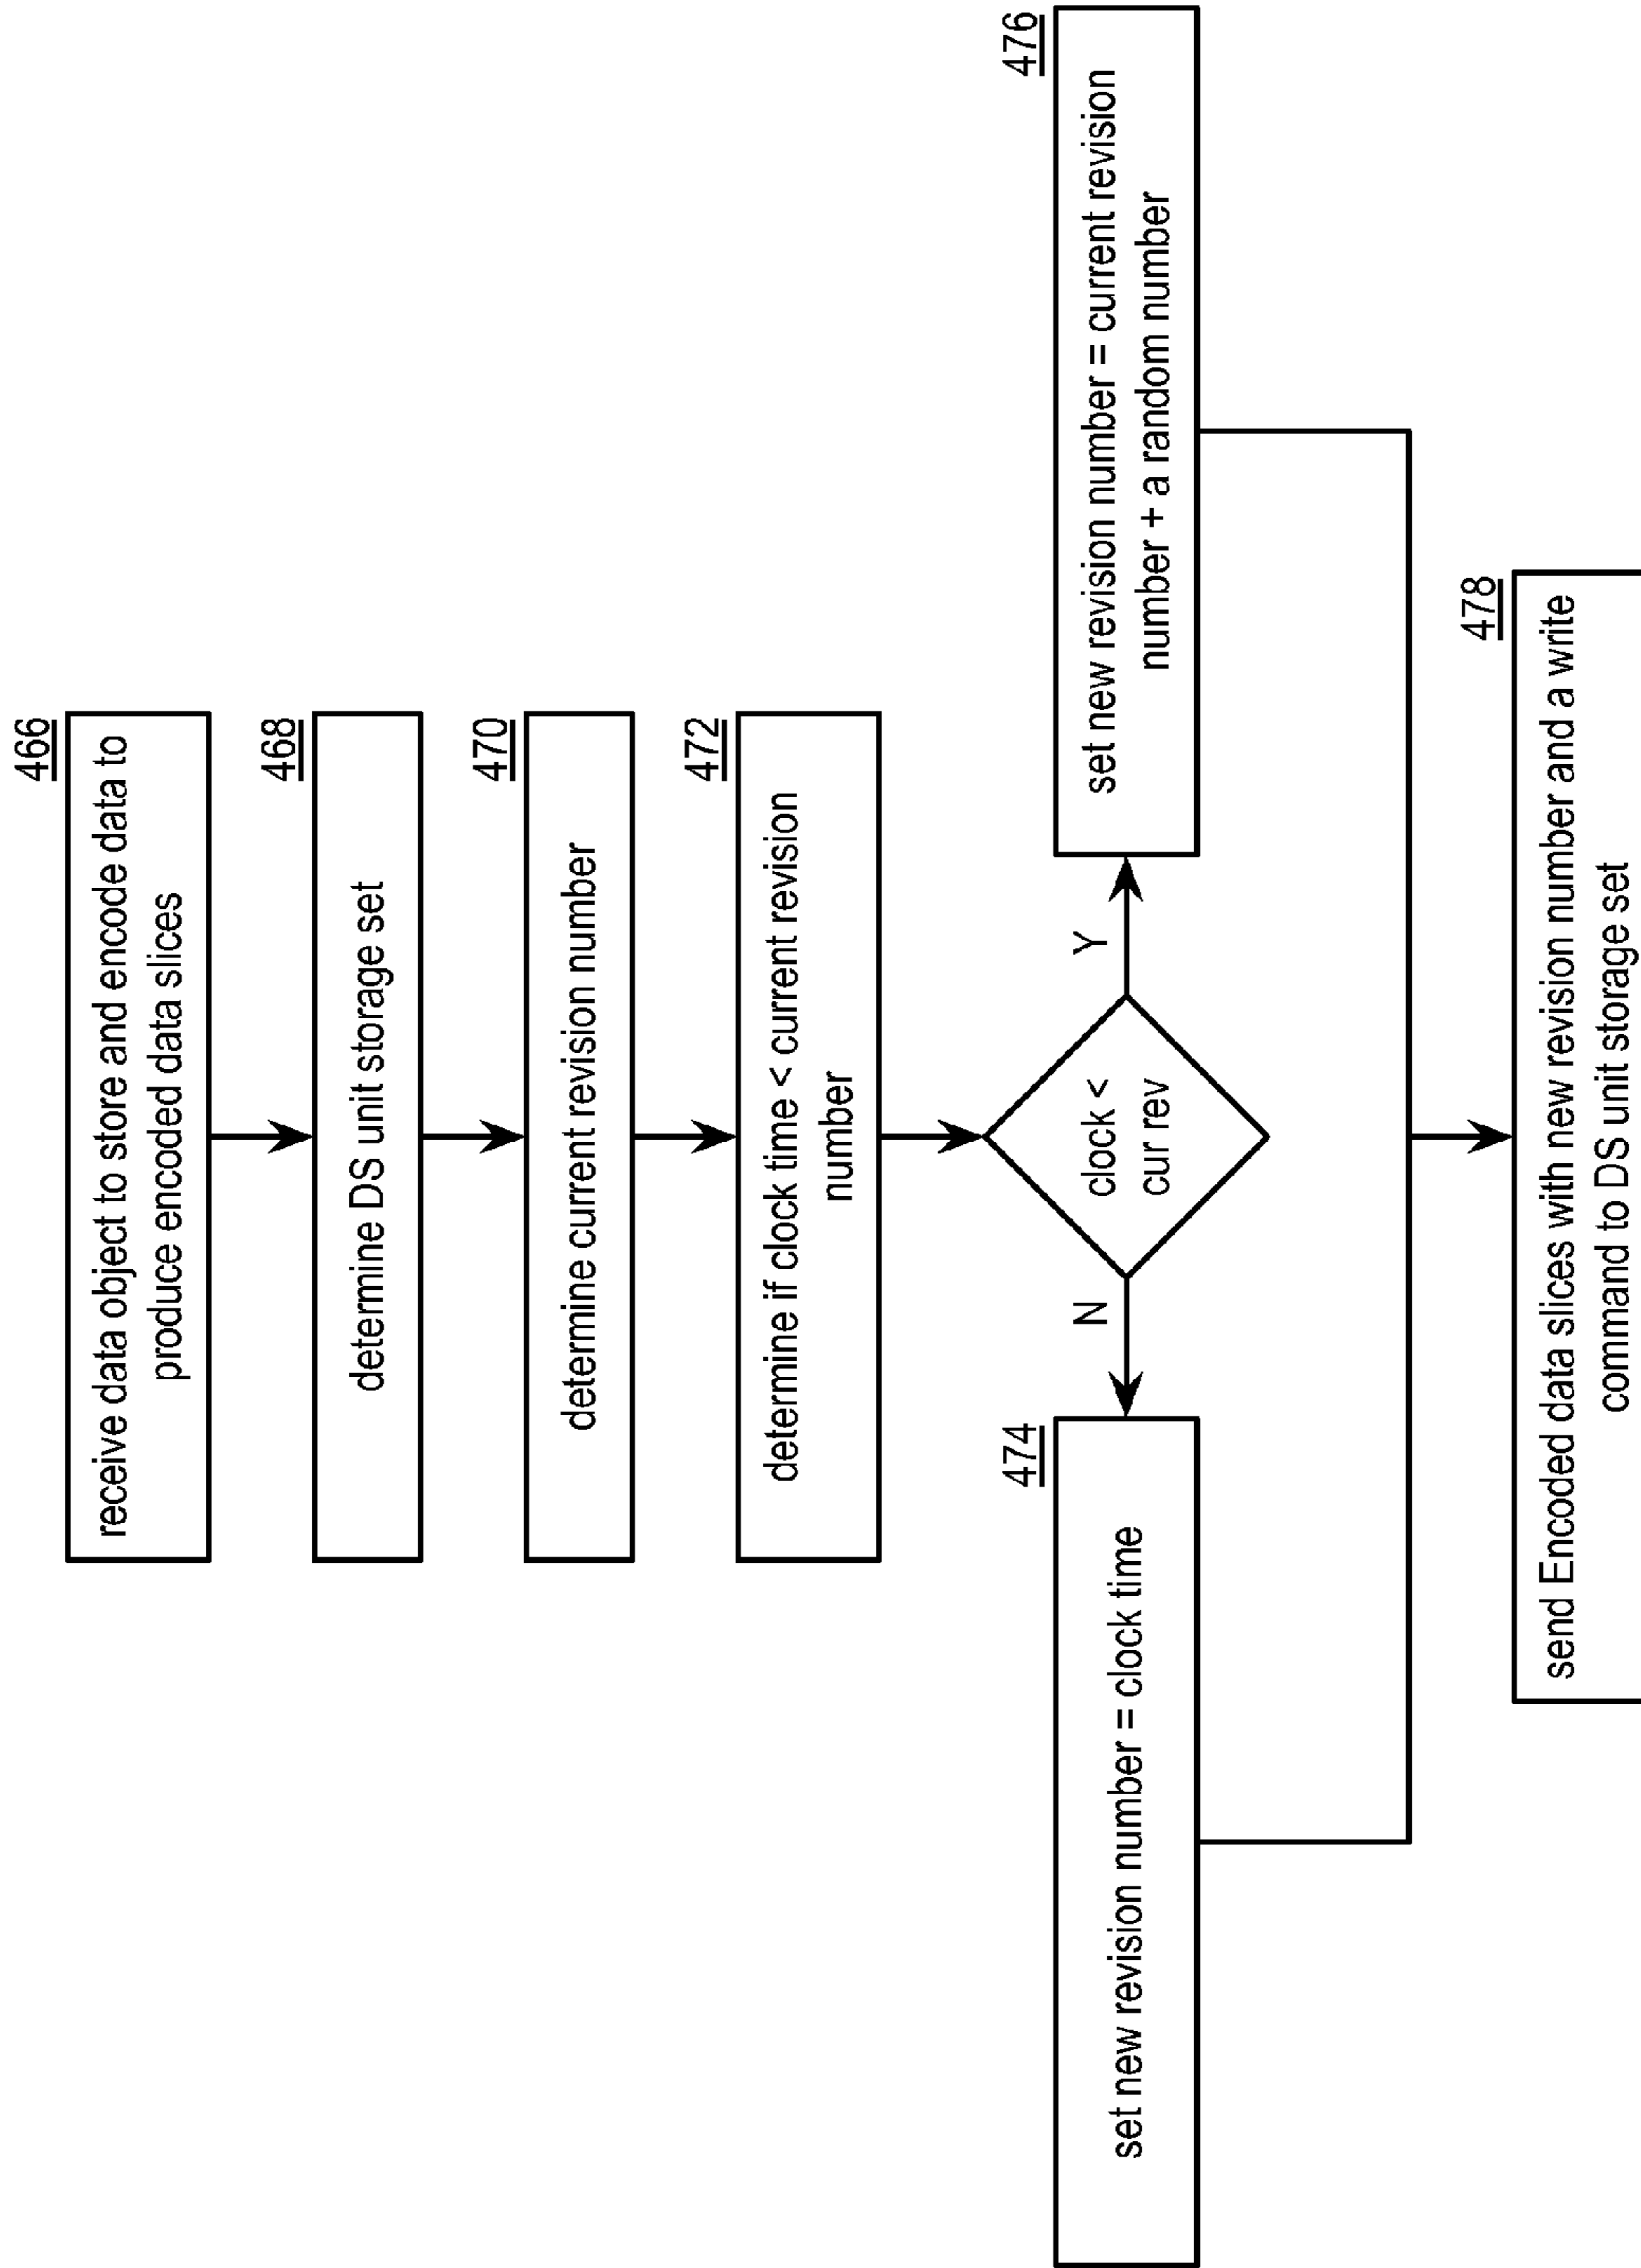 466
receive data object to store and encode data to
produce encoded data slices
468
determine DS unit storage set
470
determine current revision number
472
determine if clock time < current revision
number
clock <
cur rev
N
Y
474
set new revision number = clock time
476
set new revision number = current revision
number + a random number
478
send Encoded data slices with new revision number and a write
command to DS unit storage set